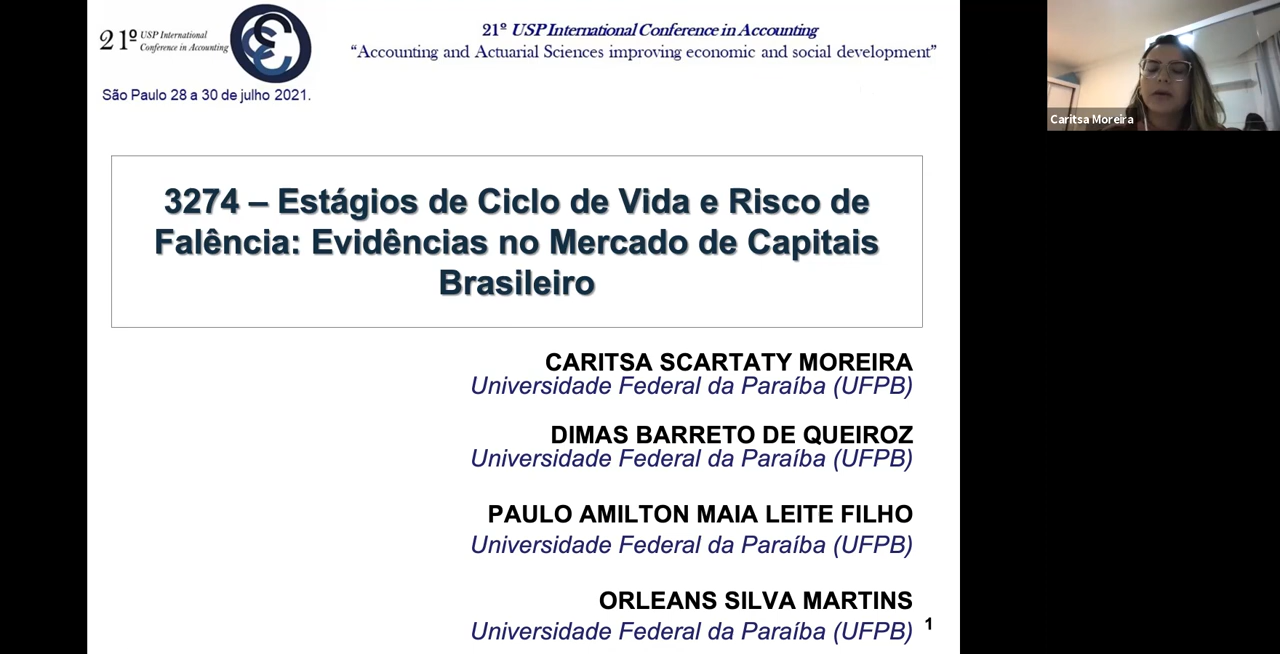 21º USP International
Conference in Accounting
São Paulo 28 a 30 de julho 2021.
21º USP International Conference in Accounting
“Accounting and Actuarial Sciences improving economic and social development”
Caritsa Moreira
3274 – Estágios de Ciclo de Vida e Risco de
Falência: Evidências no Mercado de Capitais
Brasileiro
CARITSA SCARTATY MOREIRA
Universidade Federal da Paraíba (UFPB)
DIMAS BARRETO DE QUEIROZ
Universidade Federal da Paraíba (UFPB)
PAULO AMILTON MAIA LEITE FILHO
Universidade Federal da Paraíba (UFPB)
ORLEANS SILVA MARTINS
Universidade Federal da Paraíba (UFPB)
1